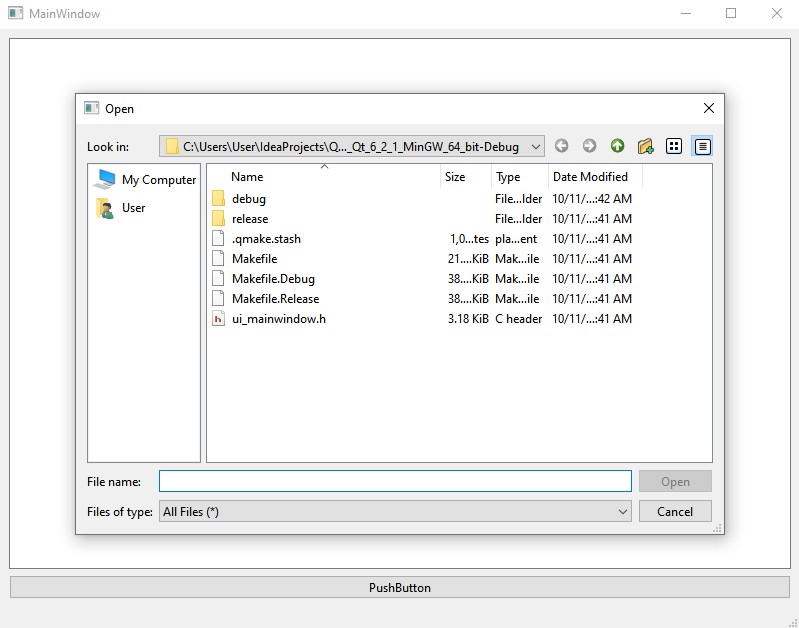 MainWindow
Open
Look in: C:\Users\User\IdeaProjects\Q..._Qt_6_2_1_MinGW_64_bit-Debug
My Computer
User
Name Size Type Date Modified
debug File...lder 10/11/...:42 AM
release File...lder 10/11/...:41 AM
.qmake.stash 1,0...tes pla...ent 10/11/...:41 AM
Makefile 21....KiB Mak...ile 10/11/...:41 AM
Makefile.Debug 38....KiB Mak...ile 10/11/...:41 AM
Makefile.Release 38....KiB Mak...ile 10/11/...:41 AM
h ui_mainwindow.h 3.18 KiB C header 10/11/...:41 AM
File name: Open
Files of type: All Files (*) Cancel
PushButton